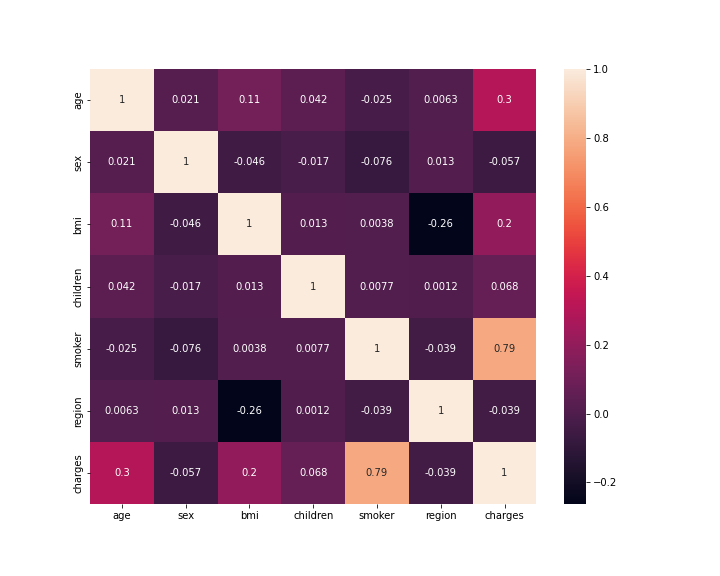 age 1 0.021 0.11 0.042 -0.025 0.0063 0.3
sex 0.021 1 -0.046 -0.017 -0.076 0.013 -0.057
bmi 0.11 -0.046 1 0.013 0.0038 -0.26 0.2
children 0.042 -0.017 0.013 1 0.0077 0.0012 0.068
smoker -0.025 -0.076 0.0038 0.0077 1 -0.039 0.79
region 0.0063 0.013 -0.26 0.0012 -0.039 1 -0.039
charges 0.3 -0.057 0.2 0.068 0.79 -0.039 1
age sex bmi children smoker region charges
1.0
0.8
0.6
0.4
0.2
0.0
−0.2